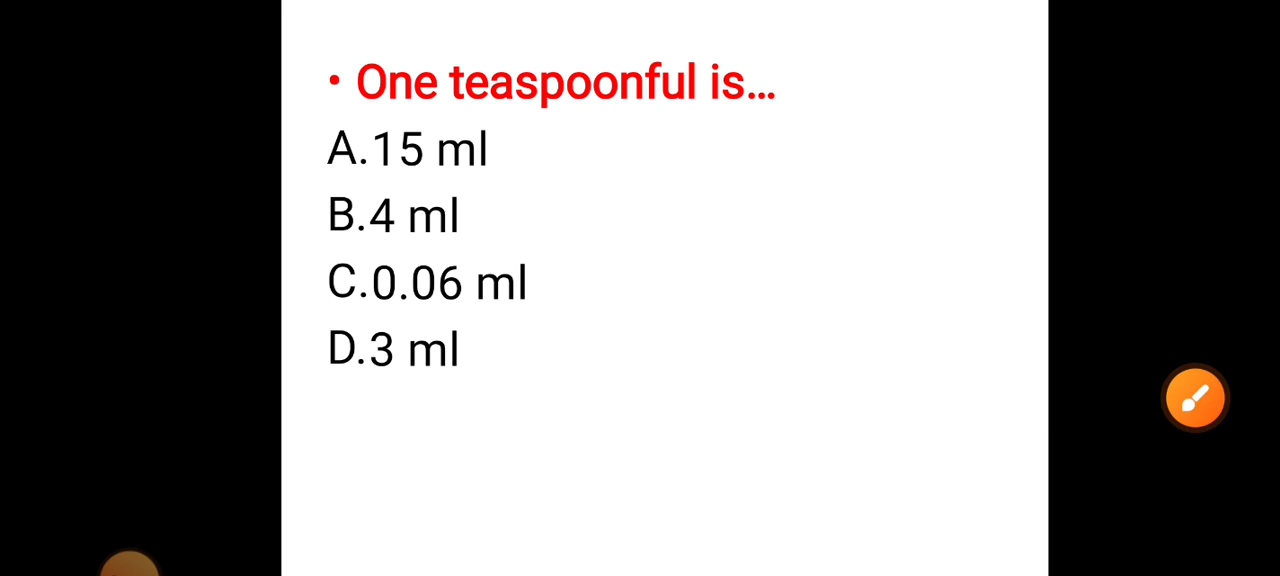 • One teaspoonful is...
A.15 ml
B.4 ml
C.0.06 ml
D.3 ml